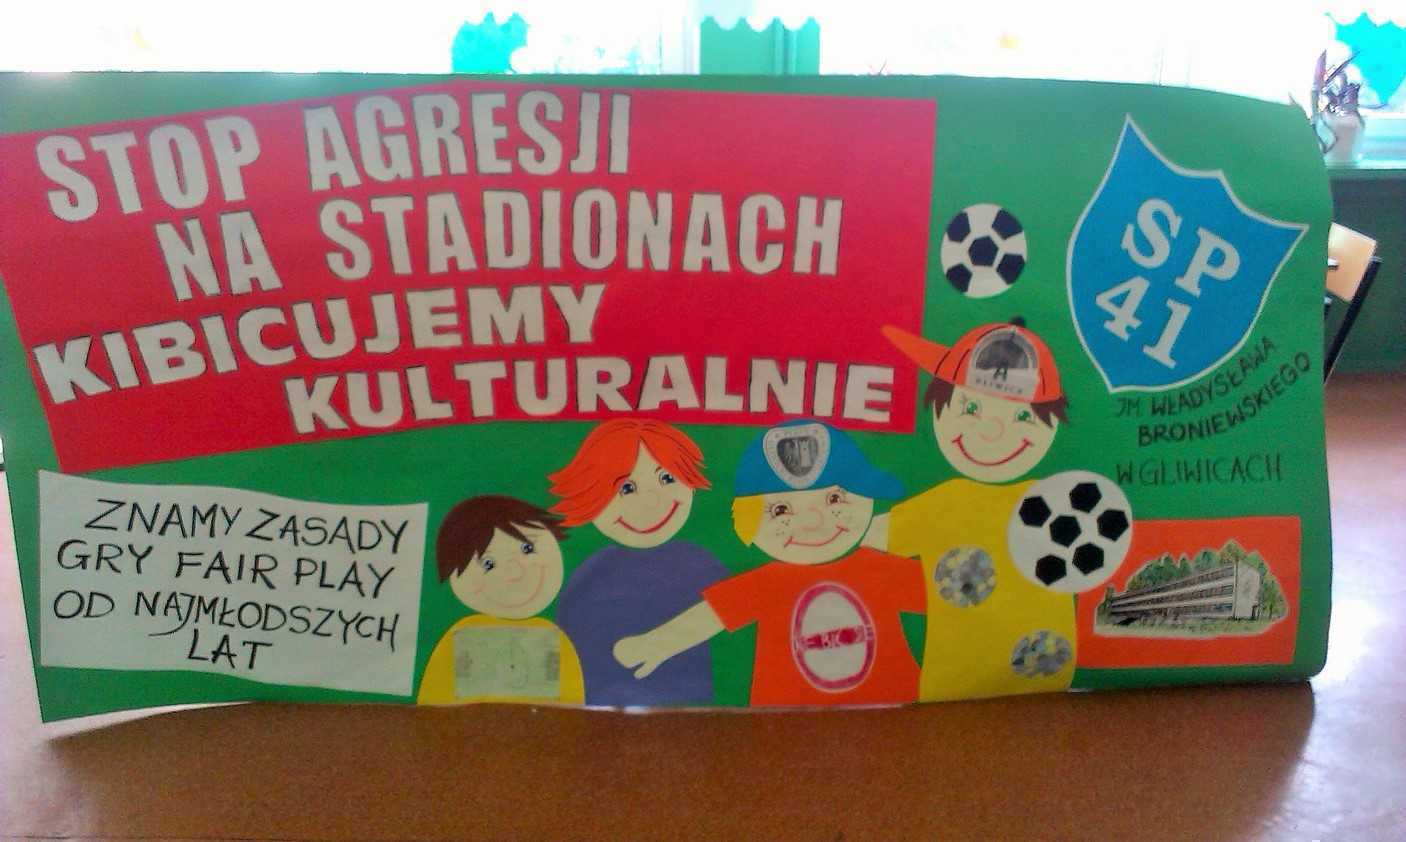 STOP AGRESJI
NA STADIONACH
KIBICUJEMY
KULTURALNIE
SP
41
IM. WŁADYSŁAWA
BRONIEWSKIEGO
W GLIWICACH
ZNAMY ZASADY
GRY FAIR PLAY
OD NAJMŁODSZYCH
LAT